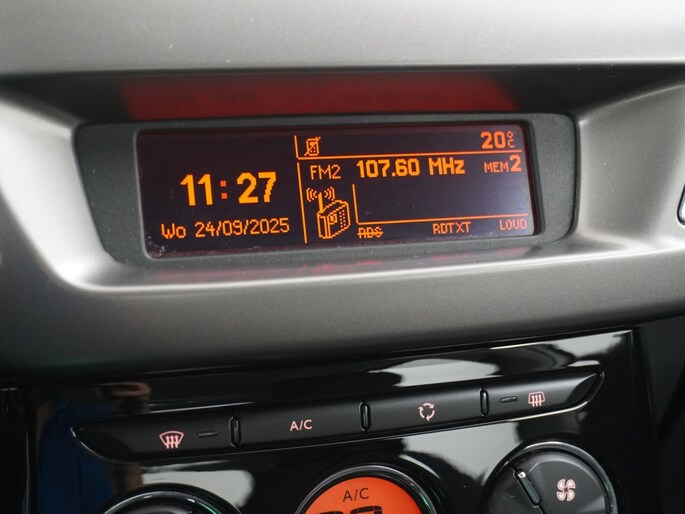 20°C
FM2 107.60 MHz MEM2
11:27
Wo 24/09/2025
RDS RDTXT LOUD
A/C
A/C